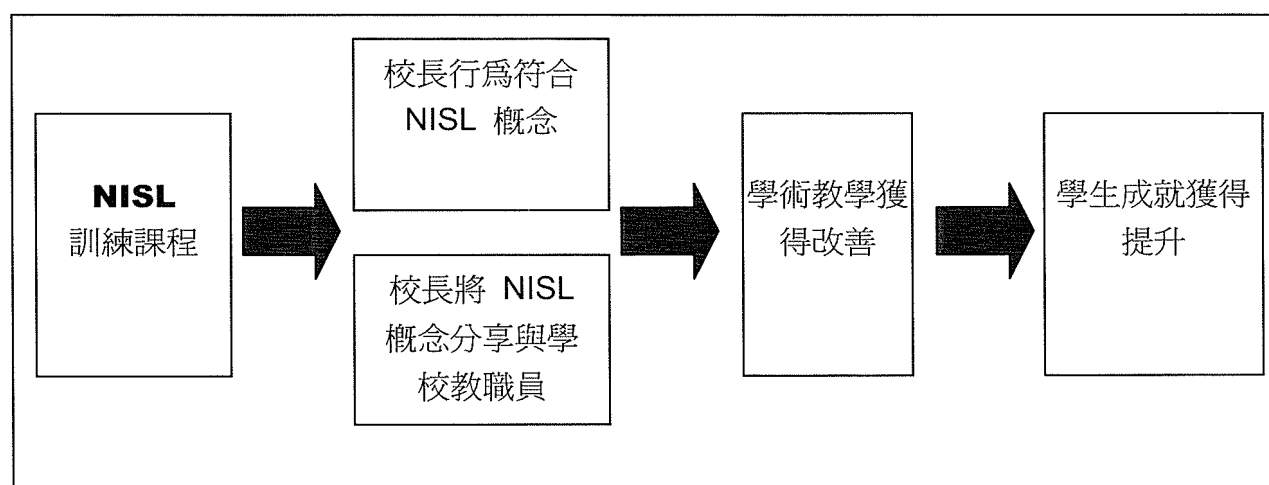 NISL
訓練課程
校長行爲符合
NISL 概念
校長將 NISL
概念分享與學
校教職員
學術教學獲
得改善
學生成就獲得
提升